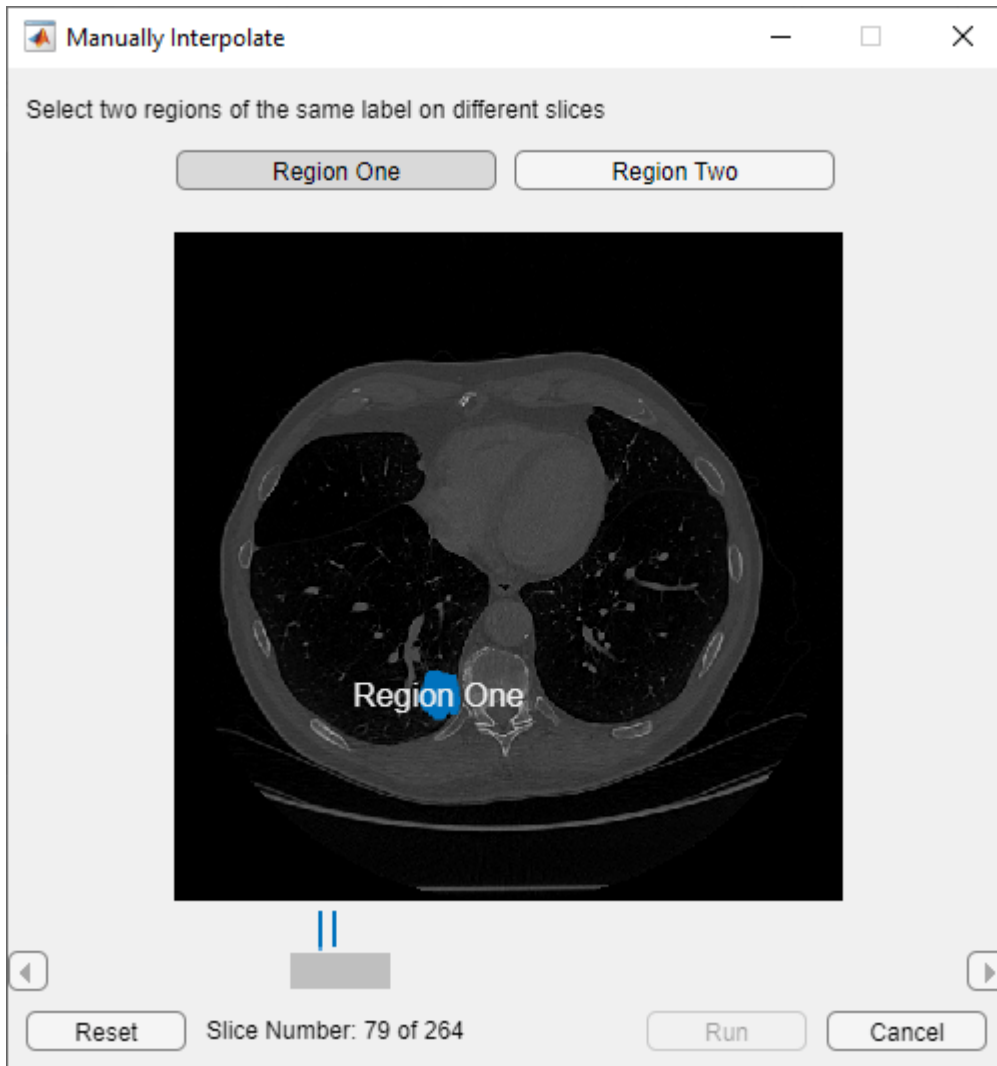 Manually Interpolate
Select two regions of the same label on different slices
Region One
Region Two
Region One
Reset
Slice Number: 79 of 264
Run
Cancel